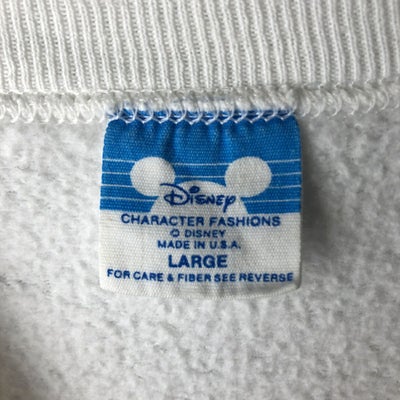 Disney
CHARACTER FASHIONS
© DISNEY
MADE IN U.S.A.
LARGE
FOR CARE & FIBER SEE REVERSE